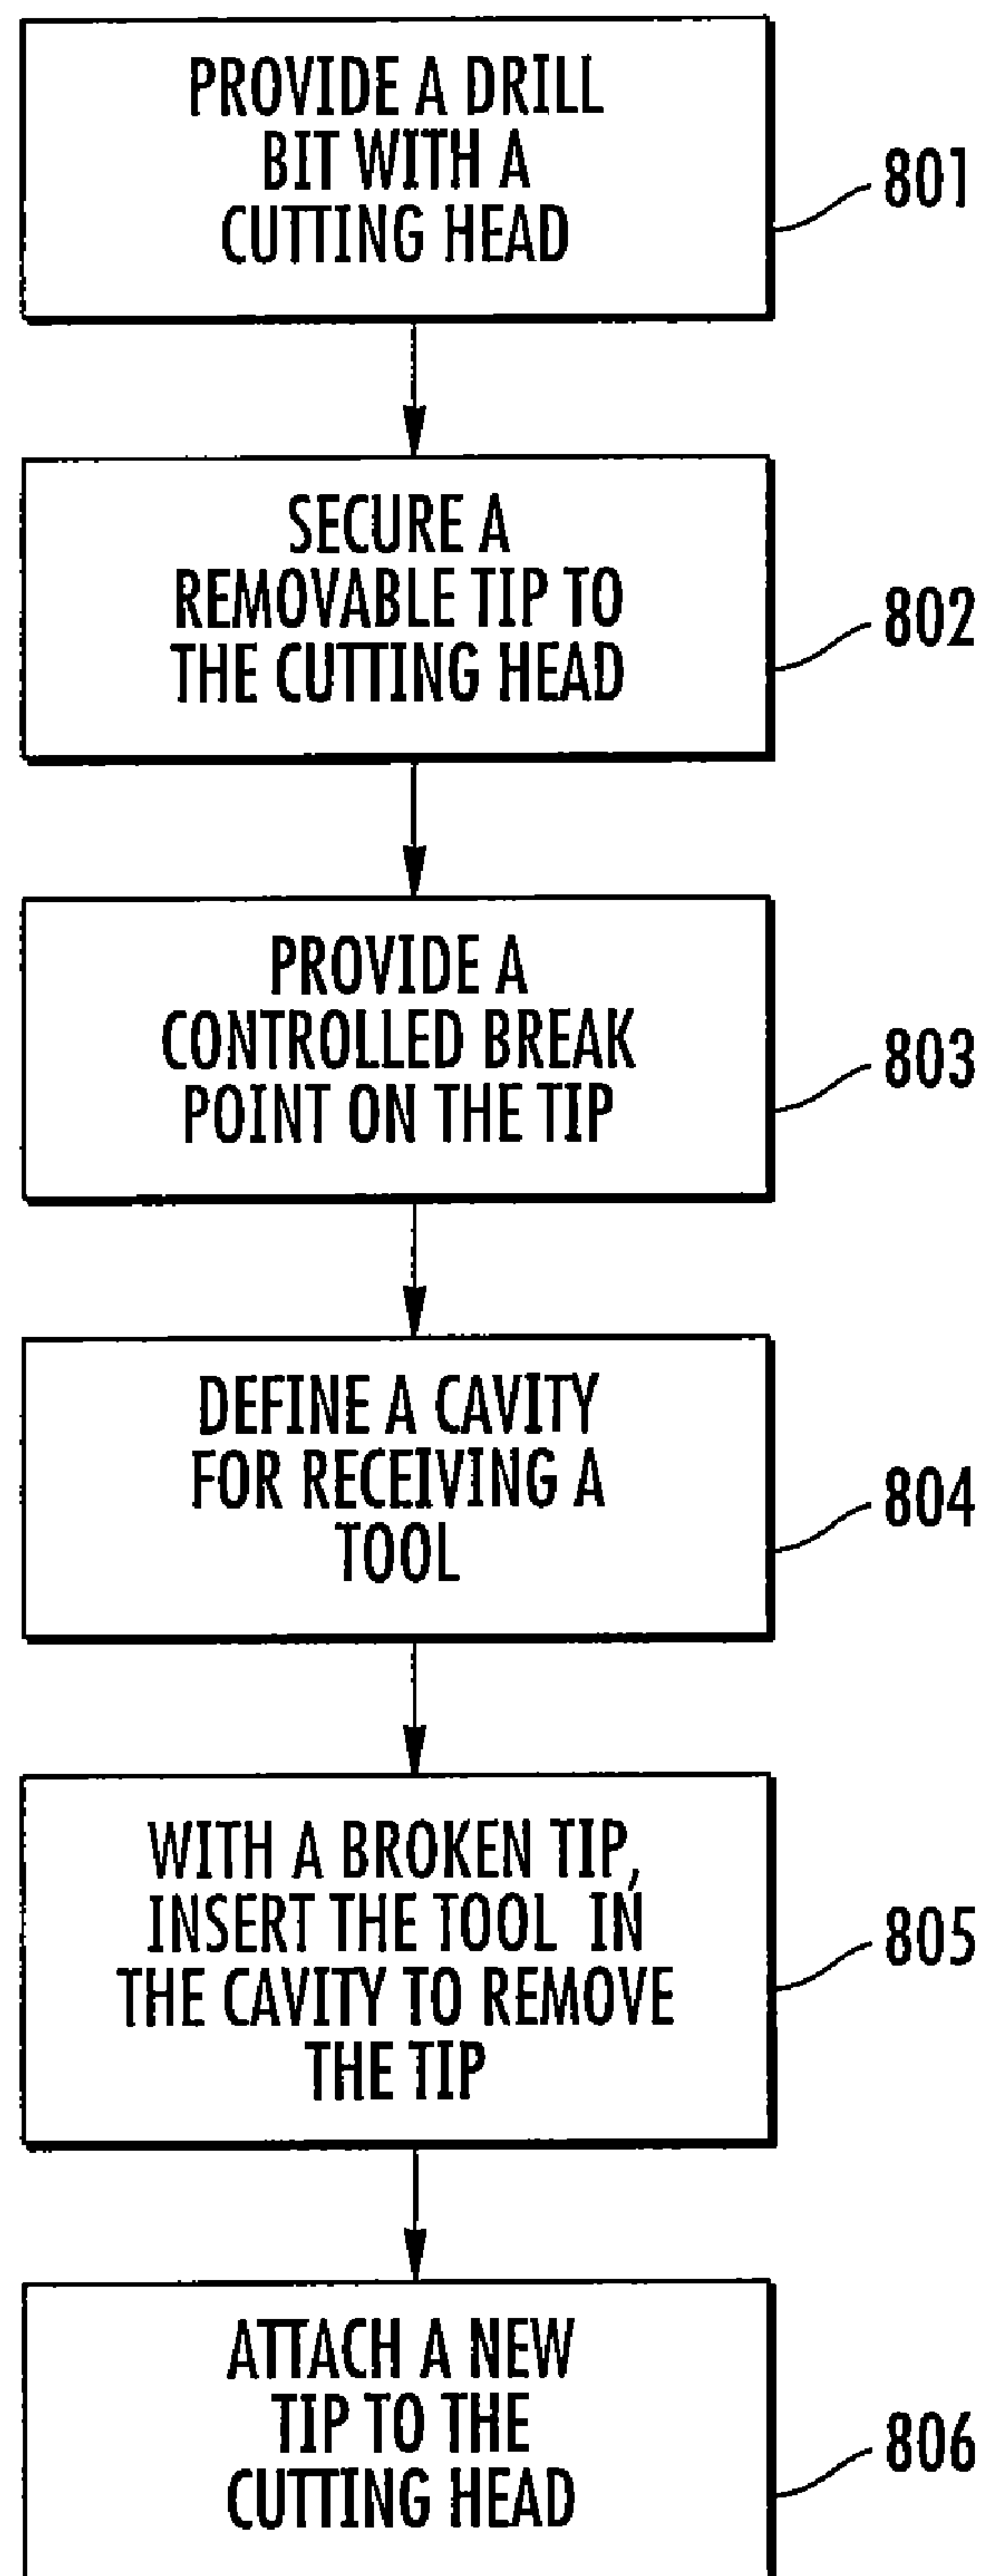 PROVIDE A DRILL
BIT WITH A
CUTTING HEAD
801
SECURE A
REMOVABLE TIP TO
THE CUTTING HEAD
802
PROVIDE A
CONTROLLED BREAK
POINT ON THE TIP
803
DEFINE A CAVITY
FOR RECEIVING A
TOOL
804
WITH A BROKEN TIP,
INSERT THE TOOL IN
THE CAVITY TO REMOVE
THE TIP
805
ATTACH A NEW
TIP TO THE
CUTTING HEAD
806